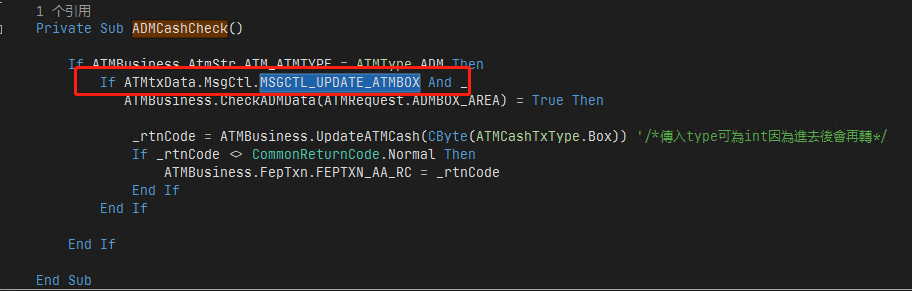 1 个引用
Private Sub ADMCashCheck()
If ATMBusiness.AtmStr.ATM_ATMTYPE = ATMType.ADM Then
If ATMtxData.MsgCtl.MSGCTL_UPDATE_ATMBOX And _
ATMBusiness.CheckADMData(ATMRequest.ADMBOX_AREA) = True Then
_rtnCode = ATMBusiness.UpdateATMCash(CByte(ATMCashTxType.Box)) '/*傳入type可為int因為進去後會再轉*/
If _rtnCode <> CommonReturnCode.Normal Then
ATMBusiness.FepTxn.FEPTXN_AA_RC = _rtnCode
End If
End If
End If
End Sub